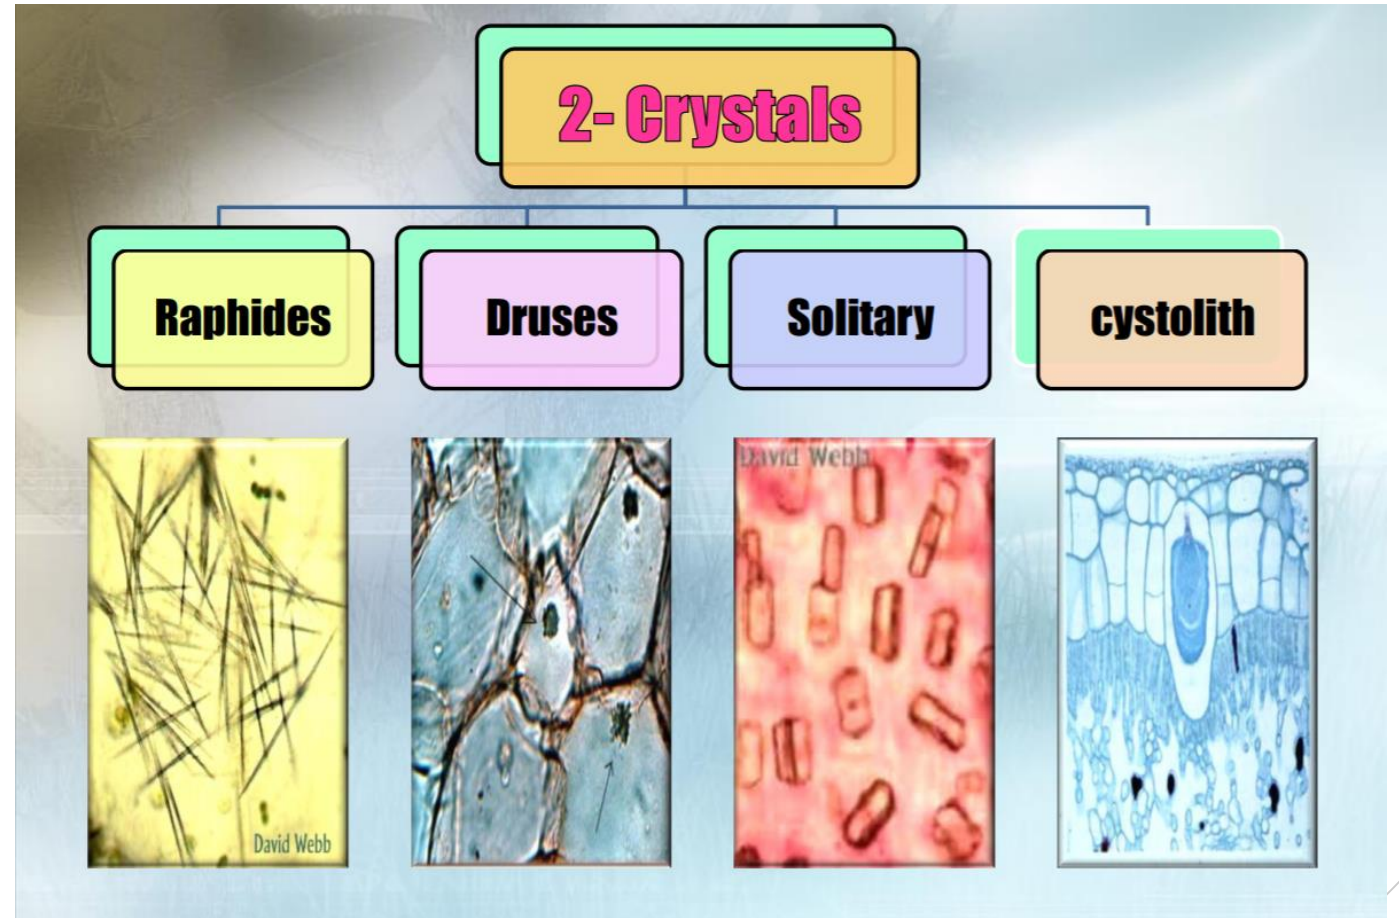 2- Crystals
Raphides
Druses
Solitary
cystolith
David Webb
David Webb